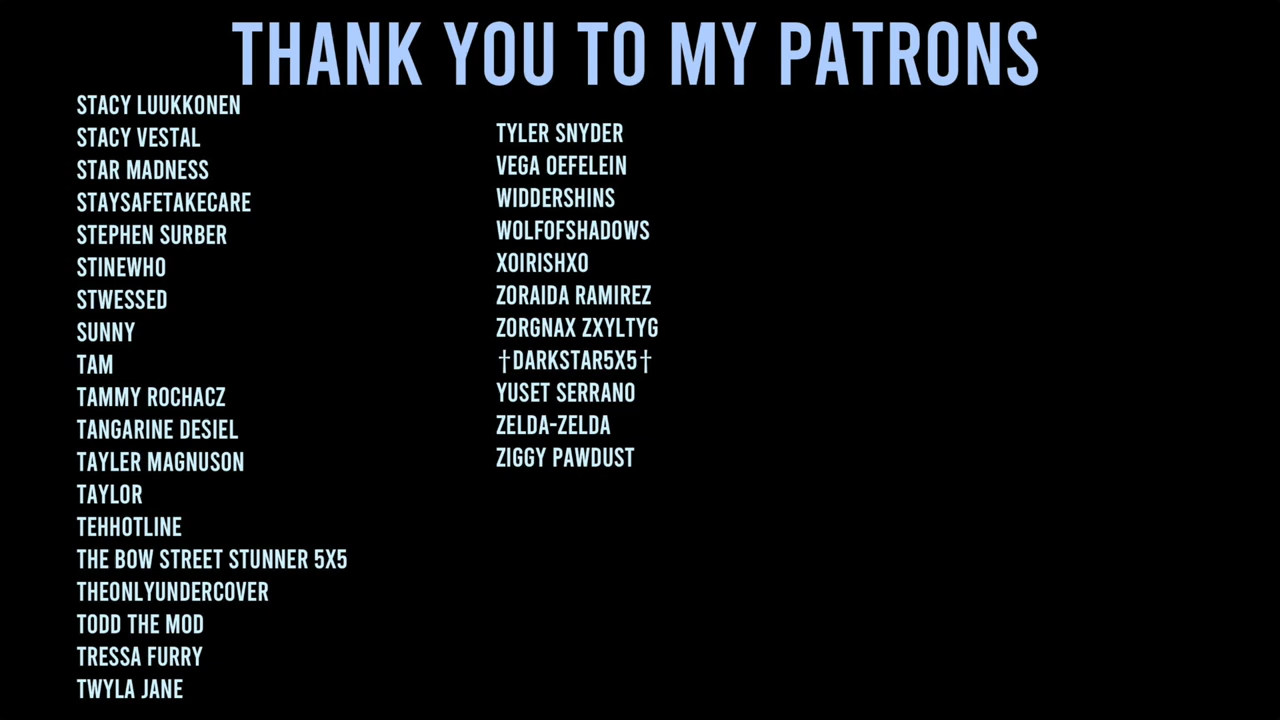 THANK YOU TO MY PATRONS
STACY LUUKKONEN
STACY VESTAL
STAR MADNESS
STAYSAFETAKECARE
STEPHEN SURBER
STINEWHO
STWESSED
SUNNY
TAM
TAMMY ROCHACZ
TANGARINE DESIEL
TAYLER MAGNUSON
TAYLOR
TEHHOTLINE
THE BOW STREET STUNNER 5X5
THEONLYUNDERCOVER
TODD THE MOD
TRESSA FURRY
TWYLA JANE
TYLER SNYDER
VEGA OEFELEIN
WIDDERSHINS
WOLFOFSHADOWS
XOIRISHXO
ZORAIDA RAMIREZ
ZORGNAX ZXYLTYG
†DARKSTAR5X5†
YUSET SERRANO
ZELDA-ZELDA
ZIGGY PAWDUST